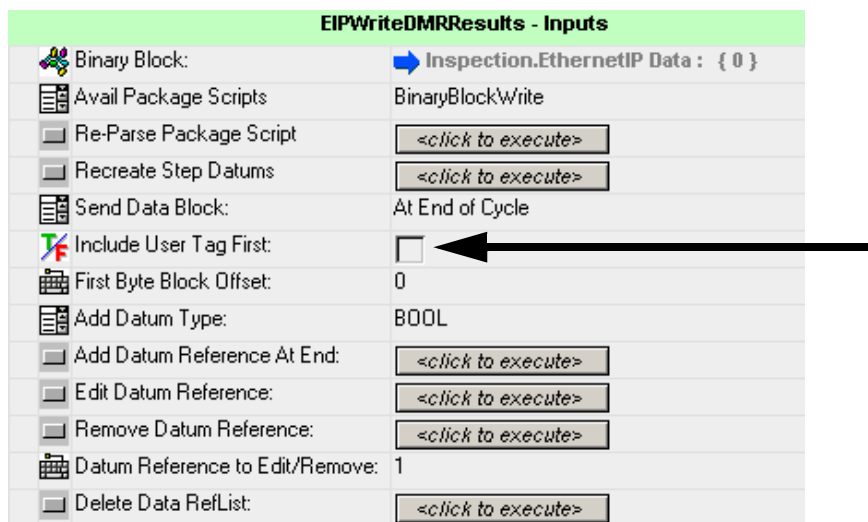 EIPWriteDMRResults - Inputs
Binary Block: Inspection.EthernetIP Data : { 0 }
Avail Package Scripts BinaryBlockWrite
Re-Parse Package Script <click to execute>
Recreate Step Datums <click to execute>
Send Data Block: At End of Cycle
T/F Include User Tag First:
First Byte Block Offset: 0
Add Datum Type: BOOL
Add Datum Reference At End: <click to execute>
Edit Datum Reference: <click to execute>
Remove Datum Reference: <click to execute>
Datum Reference to Edit/Remove: 1
Delete Data RefList: <click to execute>